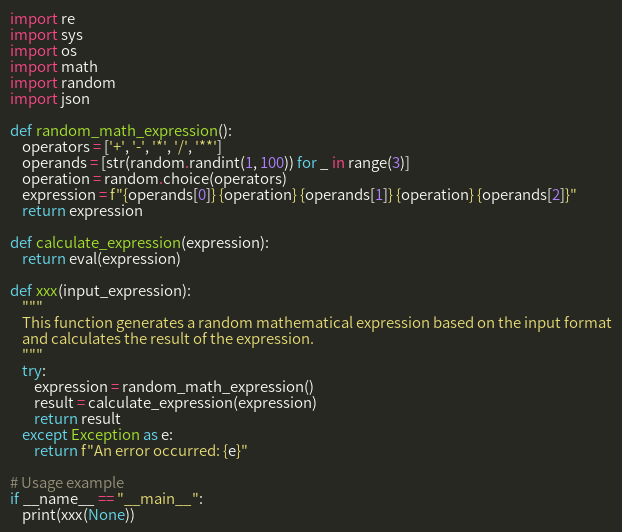 import re
import sys
import os
import math
import random
import json

def random_math_expression():
    operators = ['+', '-', '*', '/', '**']
    operands = [str(random.randint(1, 100)) for _ in range(3)]
    operation = random.choice(operators)
    expression = f"{operands[0]} {operation} {operands[1]} {operation} {operands[2]}"
    return expression

def calculate_expression(expression):
    return eval(expression)

def xxx(input_expression):
    """
    This function generates a random mathematical expression based on the input format
    and calculates the result of the expression.
    """
    try:
        expression = random_math_expression()
        result = calculate_expression(expression)
        return result
    except Exception as e:
        return f"An error occurred: {e}"

# Usage example
if __name__ == "__main__":
    print(xxx(None))